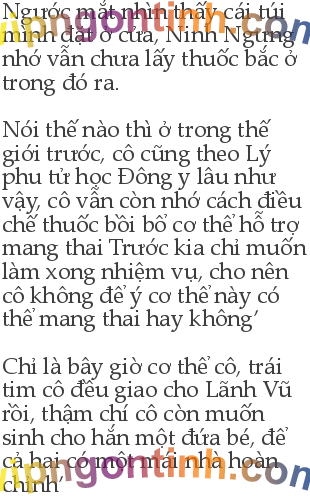 Ngước mắt nhìn thấy cái túi
mình đặt ở cửa, Ninh Ngưng
nhớ vẫn chưa lấy thuốc bắc ở
trong đó ra.
Nói thế nào thì ở trong thế
giới trước, cô cũng theo Lý
phu tử học Đông y lâu như
vậy, cô vẫn còn nhớ cách điều
chế thuốc bồi bổ cơ thể hỗ trợ
mang thai Trước kia chỉ muốn
làm xong nhiệm vụ, cho nên
cô không để ý cơ thể này có
thể mang thai hay không’
Chỉ là bây giờ cơ thể cô, trái
tim cô đều giao cho Lãnh Vũ
rồi, thậm chí cô còn muốn
sinh cho hắn một đứa bé, để
cả hai có một mái nhà hoàn
chỉnh’
vipngontinh.com
vipngontinh.com